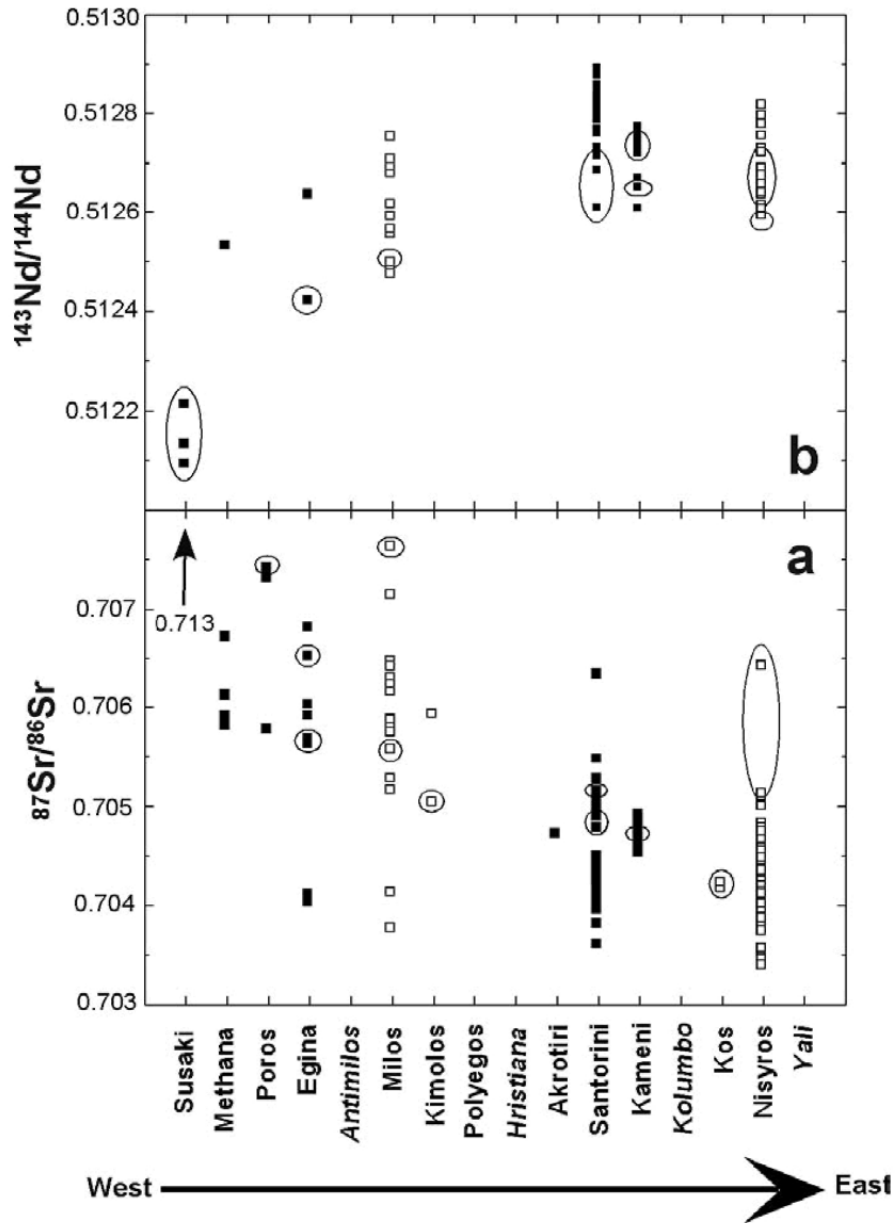 0.5130
0.5128
0.5126
0.5124
0.5122
143Nd/144Nd
b
a
0.713
0.707
0.706
0.705
0.704
0.703
87Sr/86Sr
Susaki
Methana
Poros
Egina
Antimilos
Milos
Kimolos
Polyegos
Hristiana
Akrotiri
Santorini
Kameni
Kolumbo
Kos
Nisyros
Yali
West
East